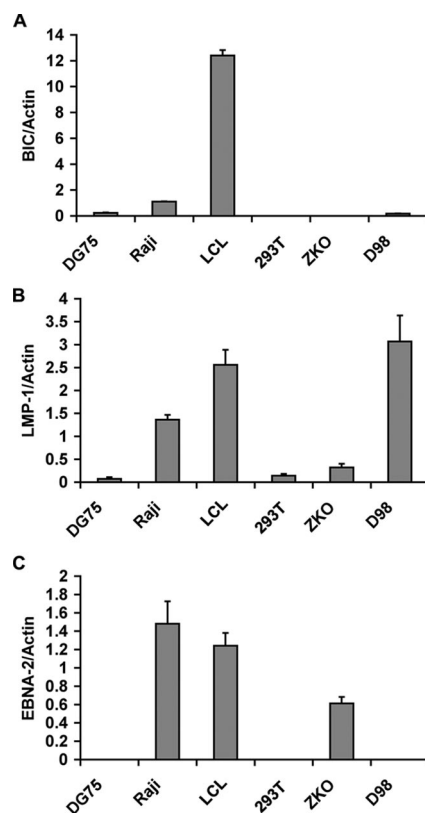 A
BIC/Actin
14
12
10
8
6
4
2
0
DG75
Raji
LCL
293T
ZKO
D98
B
LMP-1/Actin
4
3.5
3
2.5
2
1.5
1
0.5
0
DG75
Raji
LCL
293T
ZKO
D98
C
EBNA-2/Actin
2
1.8
1.6
1.4
1.2
1
0.8
0.6
0.4
0.2
0
DG75
Raji
LCL
293T
ZKO
D98